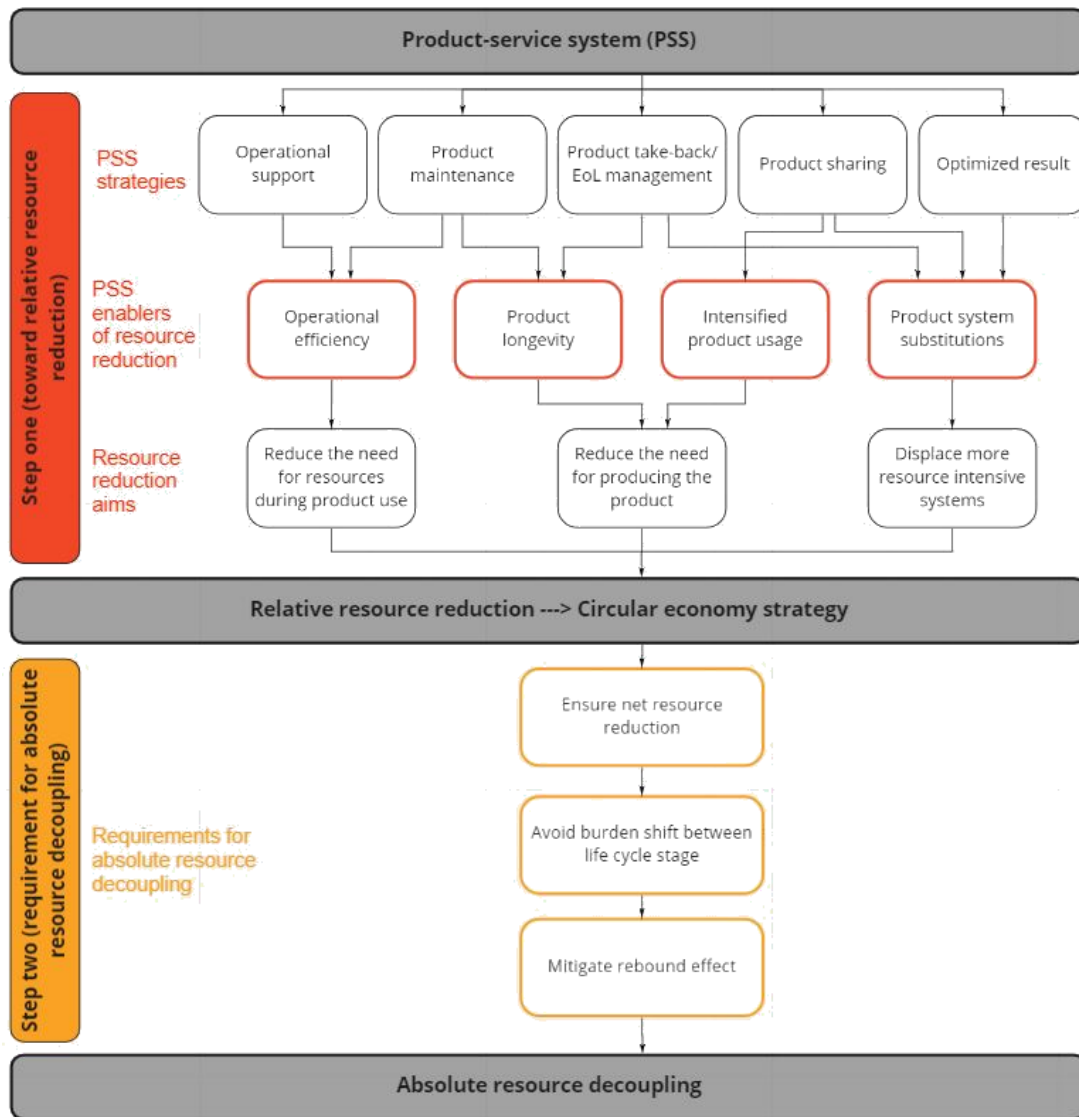 Product-service system (PSS)
Step one (toward relative resource
reduction)
PSS
strategies
Operational
support
Product
maintenance
Product take-back/
EoL management
Product sharing
Optimized result
PSS
enablers
of resource
reduction
Operational
efficiency
Product
longevity
Intensified
product usage
Product system
substitutions
Resource
reduction
aims
Reduce the need
for resources
during product use
Reduce the need
for producing the
product
Displace more
resource intensive
systems
Relative resource reduction ---> Circular economy strategy
Step two (requirement for absolute
resource decoupling)
Requirements for
absolute resource
decoupling
Ensure net resource
reduction
Avoid burden shift between
life cycle stage
Mitigate rebound effect
Absolute resource decoupling